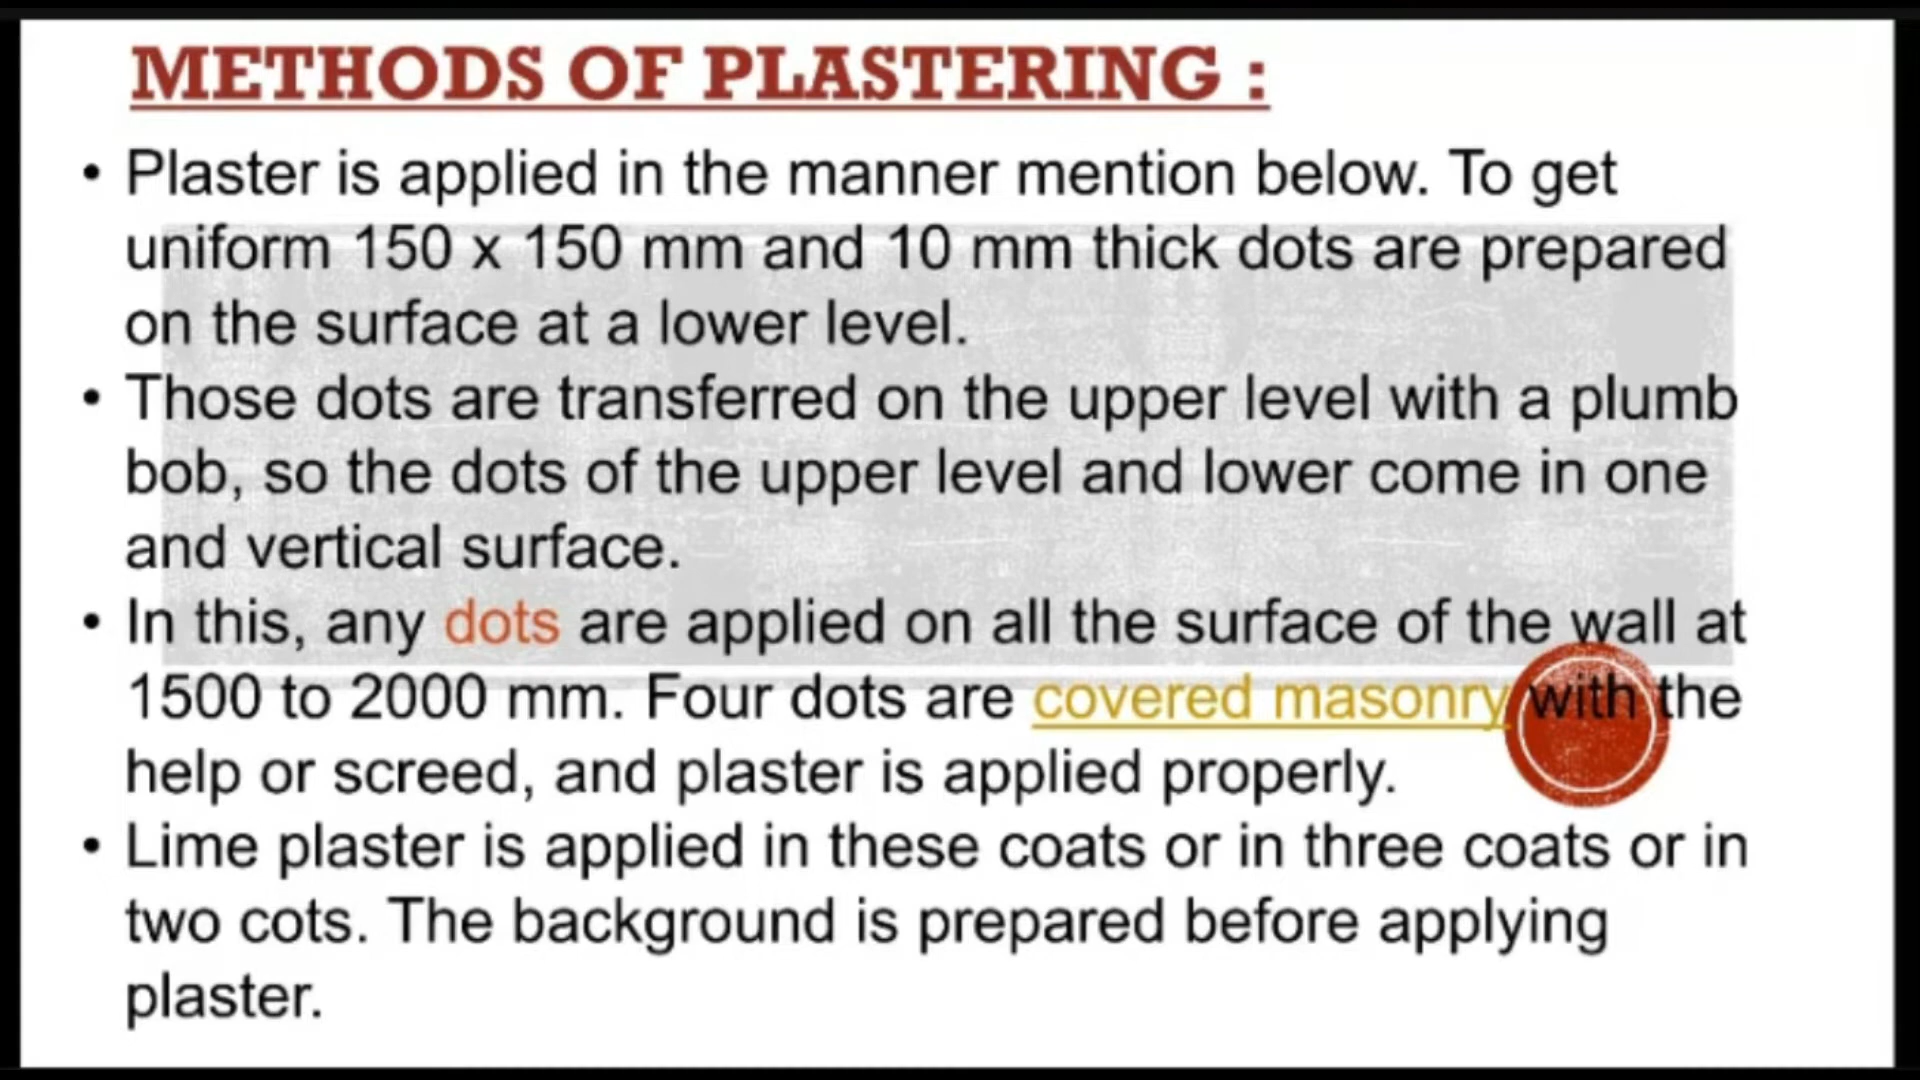 METHODS OF PLASTERING :
• Plaster is applied in the manner mention below. To get
uniform 150 x 150 mm and 10 mm thick dots are prepared
on the surface at a lower level.
• Those dots are transferred on the upper level with a plumb
bob, so the dots of the upper level and lower come in one
and vertical surface.
• In this, any dots are applied on all the surface of the wall at
1500 to 2000 mm. Four dots are covered masonry with the
help or screed, and plaster is applied properly.
• Lime plaster is applied in these coats or in three coats or in
two cots. The background is prepared before applying
plaster.